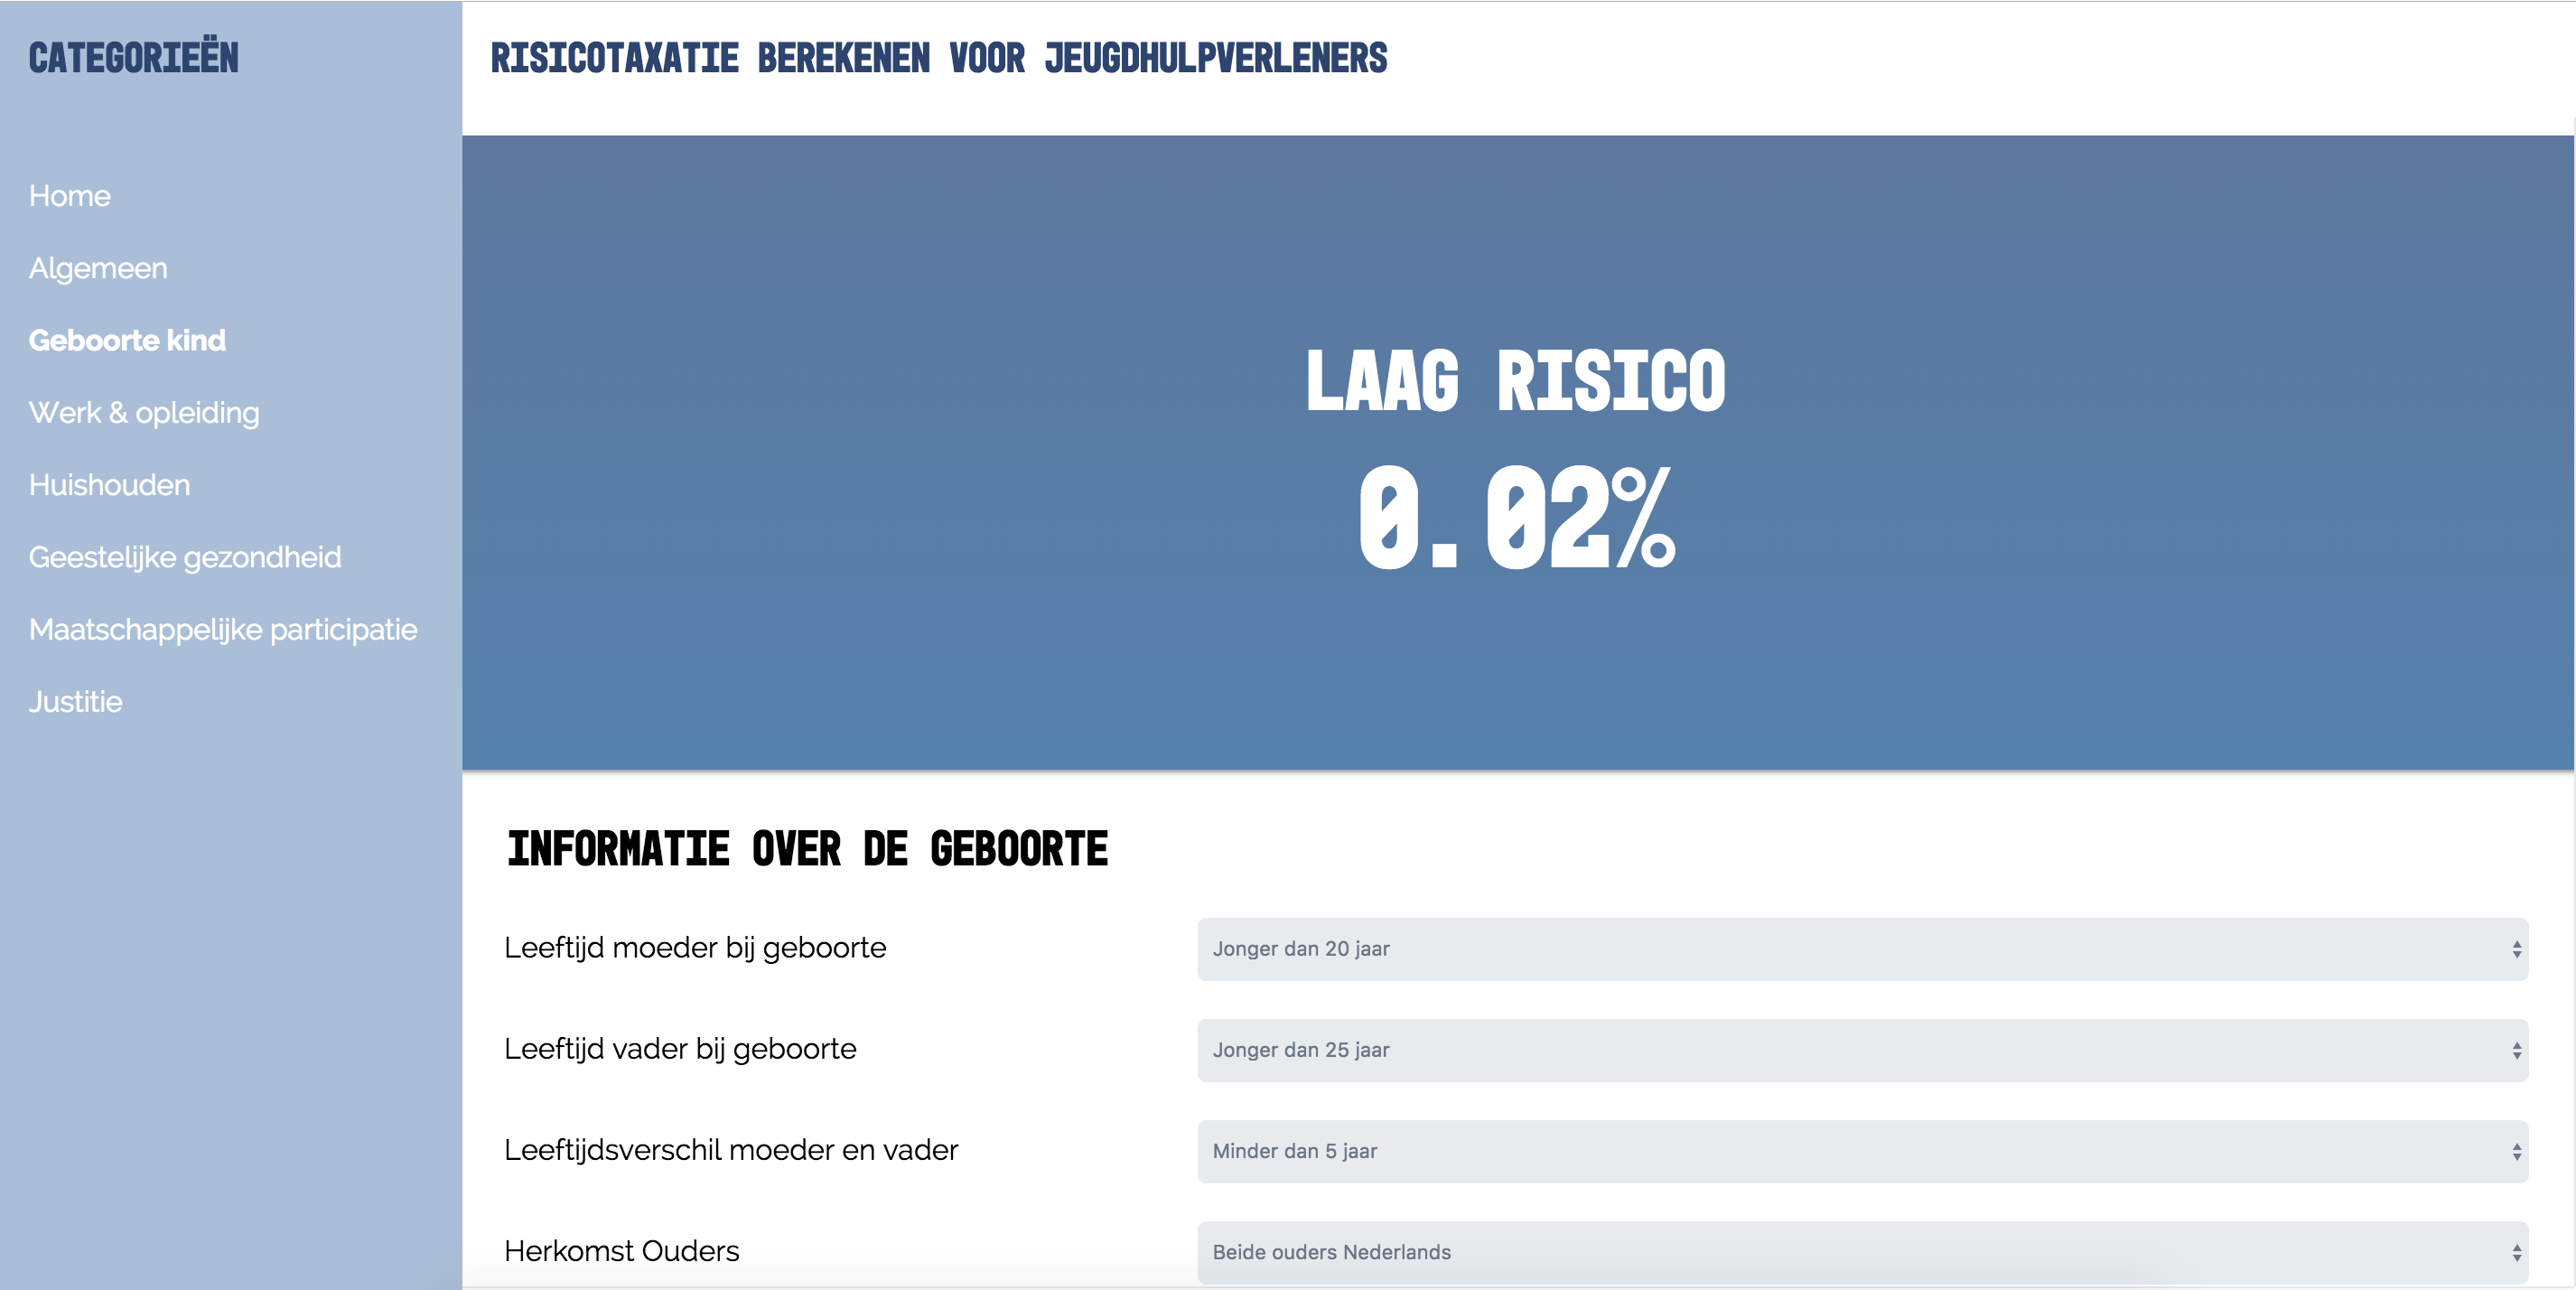 CATEGORIEËN
Home
Algemeen
Geboorte kind
Werk & opleiding
Huishouden
Geestelijke gezondheid
Maatschappelijke participatie
Justitie
RISICOTAXATIE BEREKENEN VOOR JEUGDHULPVERLENERS
LAAG RISICO
0.02%
INFORMATIE OVER DE GEBOORTE
Leeftijd moeder bij geboorte Jonger dan 20 jaar
Leeftijd vader bij geboorte Jonger dan 25 jaar
Leeftijdsverschil moeder en vader Minder dan 5 jaar
Herkomst Ouders Beide ouders Nederlands